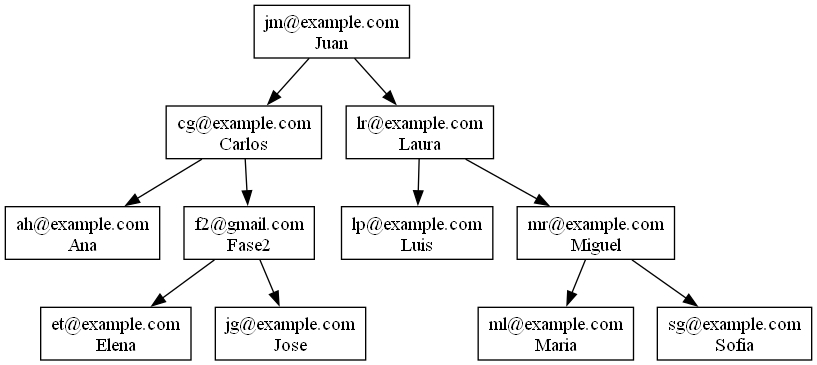 jm@example.com
Juan
cg@example.com
Carlos
lr@example.com
Laura
ah@example.com
Ana
f2@gmail.com
Fase2
lp@example.com
Luis
mr@example.com
Miguel
et@example.com
Elena
jg@example.com
Jose
ml@example.com
Maria
sg@example.com
Sofia